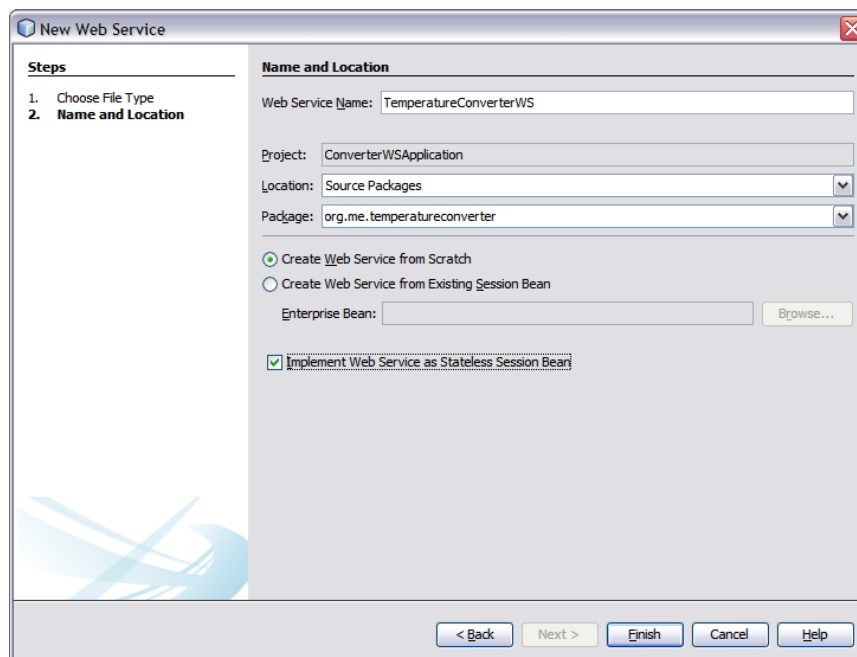 New Web Service
Steps
1. Choose File Type
2. Name and Location
Name and Location
Web Service Name: TemperatureConverterWS
Project: ConverterWSApplication
Location: Source Packages
Package: org.me.temperatureconverter
Create Web Service from Scratch
Create Web Service from Existing Session Bean
Enterprise Bean: Browse...
Implement Web Service as Stateless Session Bean
< Back Next > Finish Cancel Help